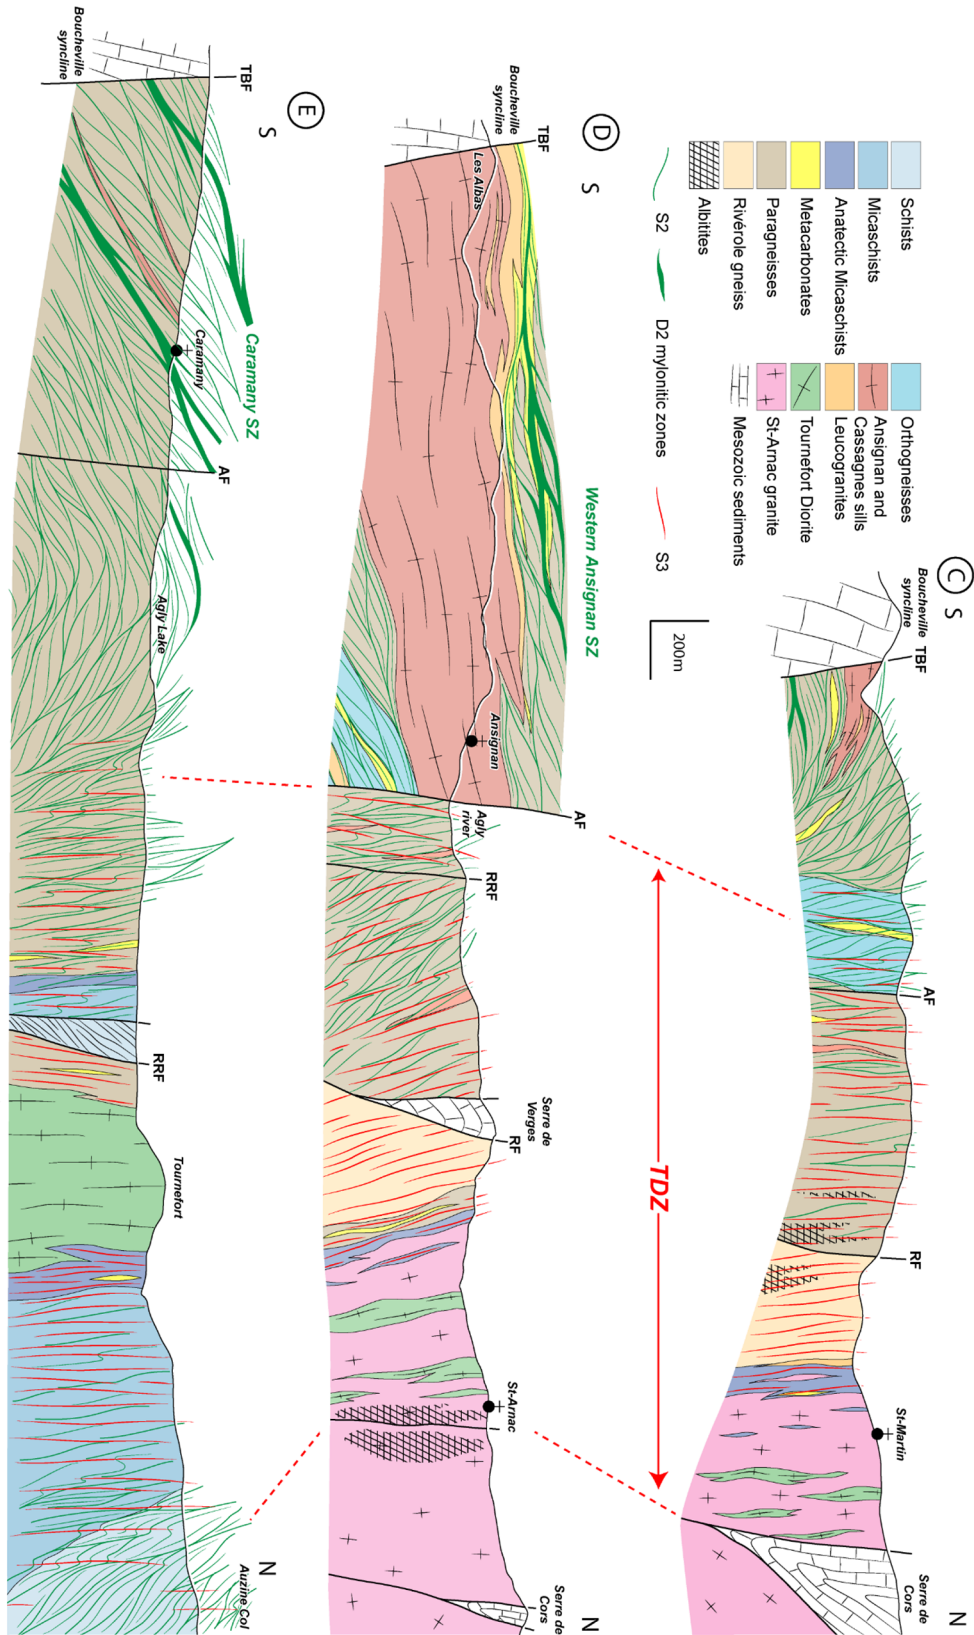 C
S
N
Boucheville
syncline
TBF
AF
RF
St-Martin
Serre de
Cors
Schists
Micaschists
Anatectic Micaschists
Metacarbonates
Paragneisses
Rivérole gneiss
Albitites
Orthogneisses
Ansignan and
Cassagnes sills
Leucogranites
Tournefort Diorite
St-Arnac granite
Mesozoic sediments
S2
D2 mylonitic zones
S3
200m
TDZ
D
S
N
Boucheville
syncline
TBF
Les Albas
Western Ansignan SZ
Ansignan
AF
Agly
river
RRF
Serre de
Verges
RF
St-Arnac
Serre de
Cors
E
S
N
Boucheville
syncline
TBF
Caramany SZ
Caramany
AF
Agly Lake
RRF
Tournefort
Auzine Col